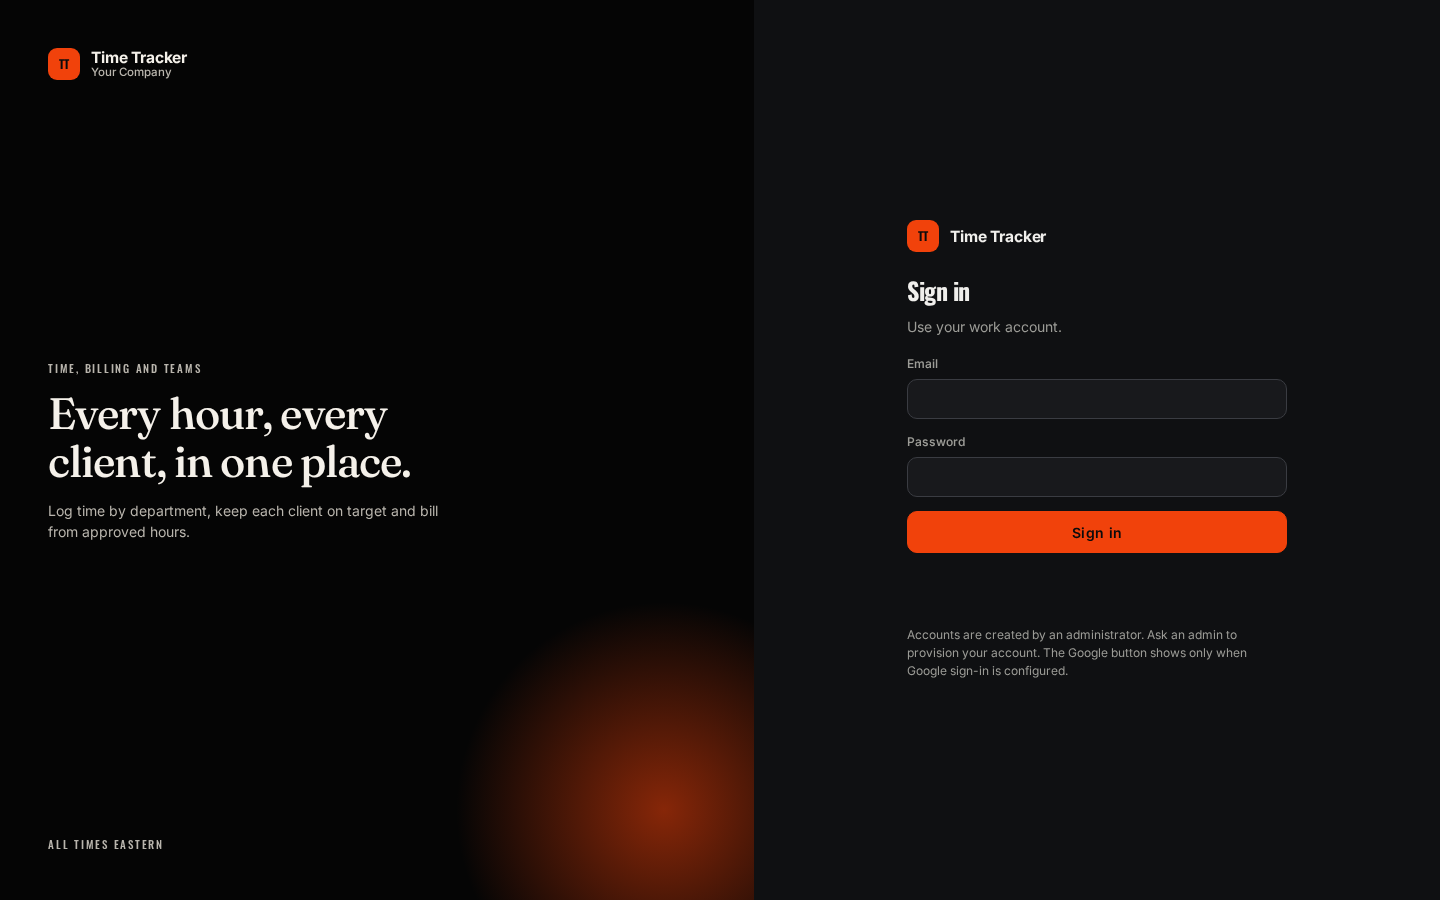 TT
Time Tracker
Your Company
TIME, BILLING AND TEAMS
Every hour, every
client, in one place.
Log time by department, keep each client on target and bill
from approved hours.
ALL TIMES EASTERN
TT
Time Tracker
Sign in
Use your work account.
Email
Password
Sign in
Accounts are created by an administrator. Ask an admin to
provision your account. The Google button shows only when
Google sign-in is configured.